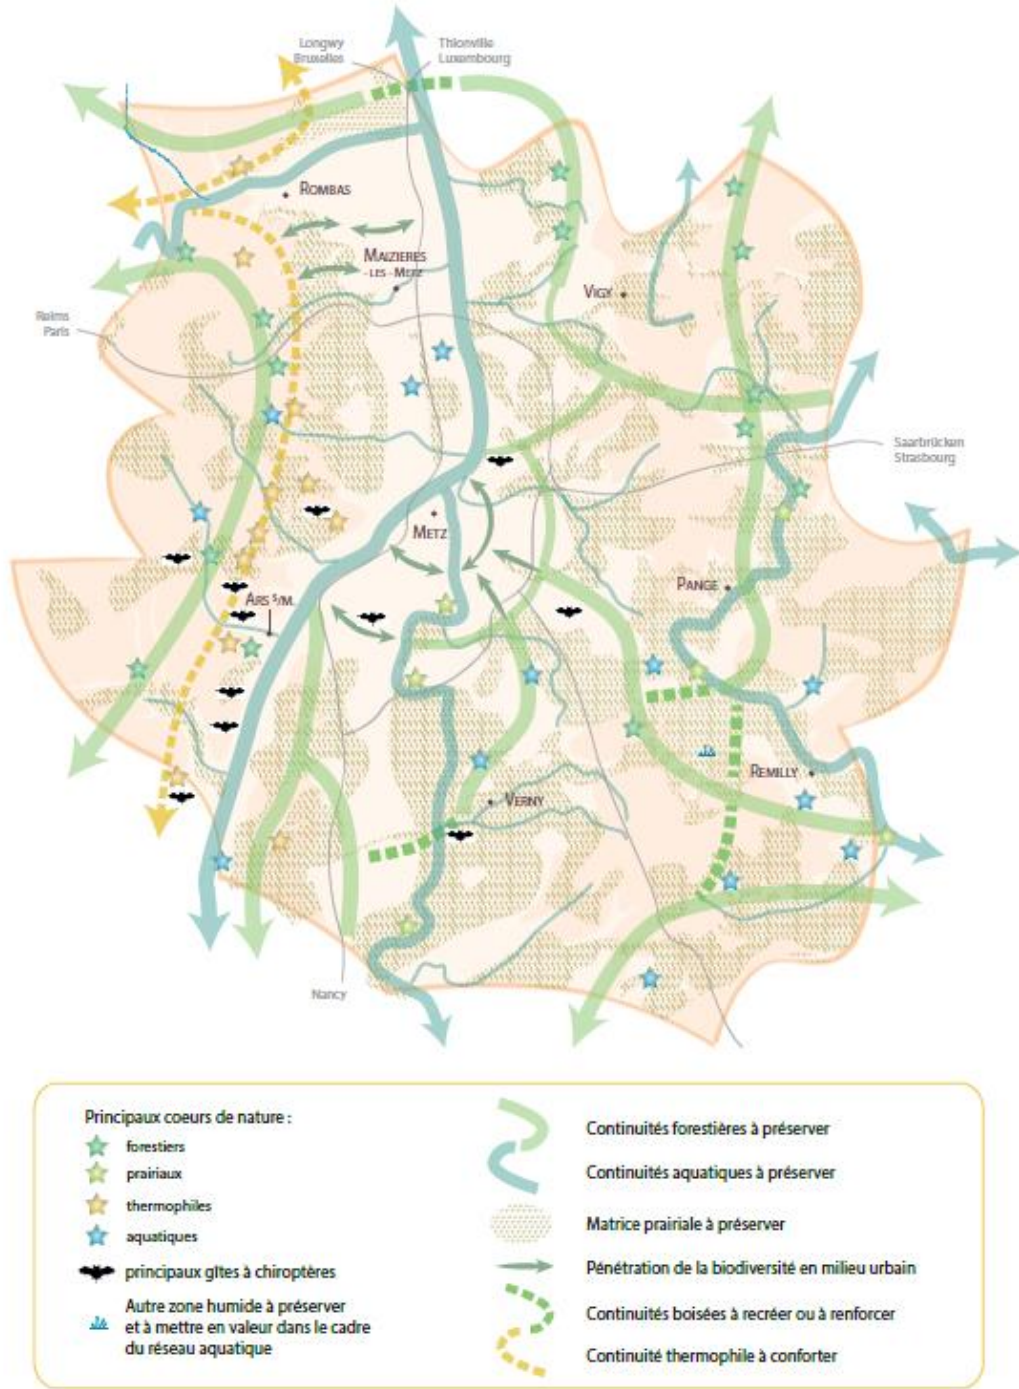 Longwy
Bruxelles
Thionville
Luxembourg
ROMBAS
MAIZIERES
-LES-METZ
VIGY
Reims
Paris
Saarbrücken
Strasbourg
METZ
PANGE
ARS S/M.
REMILLY
VERNY
Nancy
Principaux coeurs de nature :
forestiers
prairiaux
thermophiles
aquatiques
principaux gîtes à chiroptères
Autre zone humide à préserver
et à mettre en valeur dans le cadre
du réseau aquatique
Continuités forestières à préserver
Continuités aquatiques à préserver
Matrice prairiale à préserver
Pénétration de la biodiversité en milieu urbain
Continuités boisées à recréer ou à renforcer
Continuité thermophile à conforter